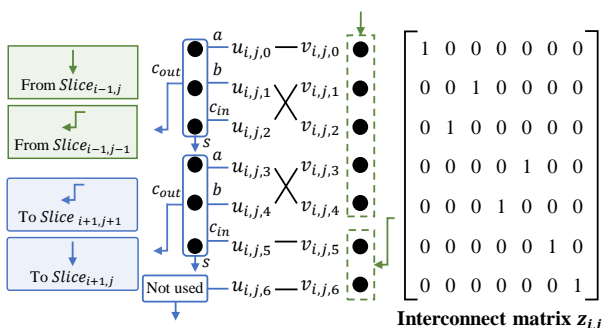 From Slice_{i−1,j}
From Slice_{i−1,j−1}
To Slice _{i+1,j+1}
To Slice_{i+1,j}
a
c_{out} b
c_{in}
s
a
c_{out} b
c_{in}
s
Not used
u_{i,j,0} v_{i,j,0}
u_{i,j,1} v_{i,j,1}
u_{i,j,2} v_{i,j,2}
u_{i,j,3} v_{i,j,3}
u_{i,j,4} v_{i,j,4}
u_{i,j,5} v_{i,j,5}
u_{i,j,6} v_{i,j,6}
1 0 0 0 0 0 0
0 0 1 0 0 0 0
0 1 0 0 0 0 0
0 0 0 0 1 0 0
0 0 0 1 0 0 0
0 0 0 0 0 1 0
0 0 0 0 0 0 1
Interconnect matrix z_{i,j}